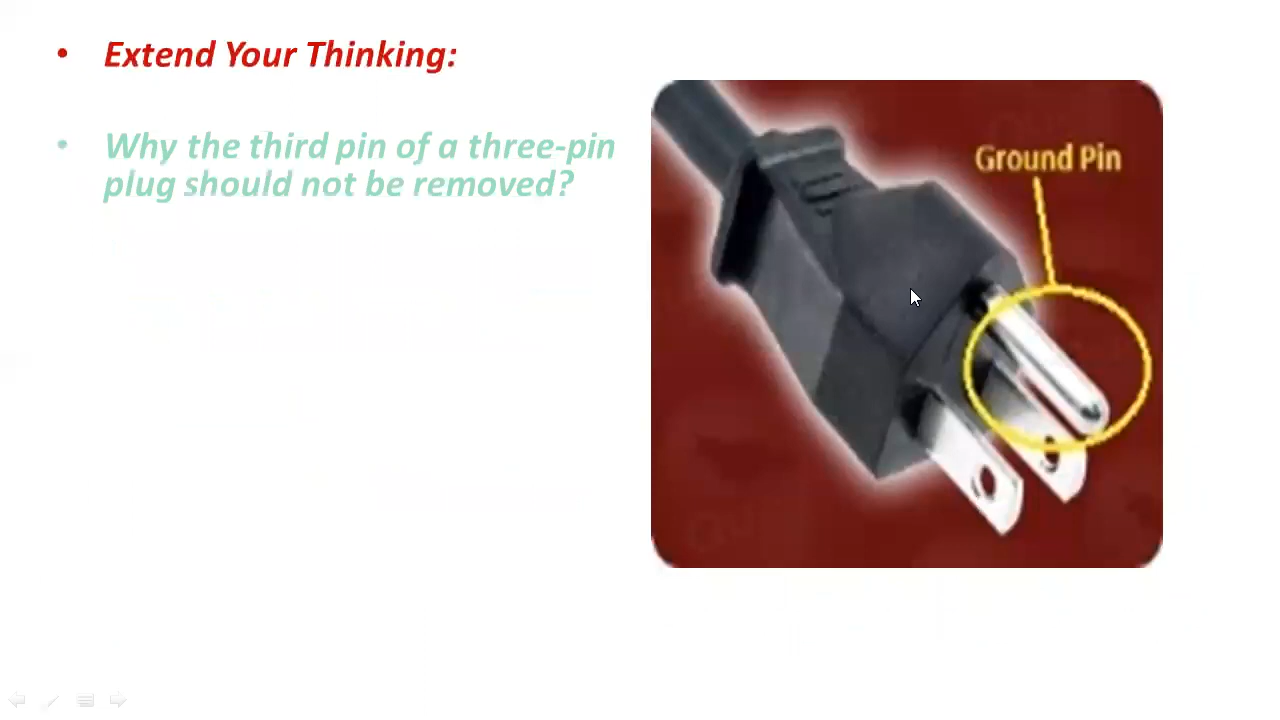 • Extend Your Thinking:
• Why the third pin of a three-pin
plug should not be removed?
Ground Pin